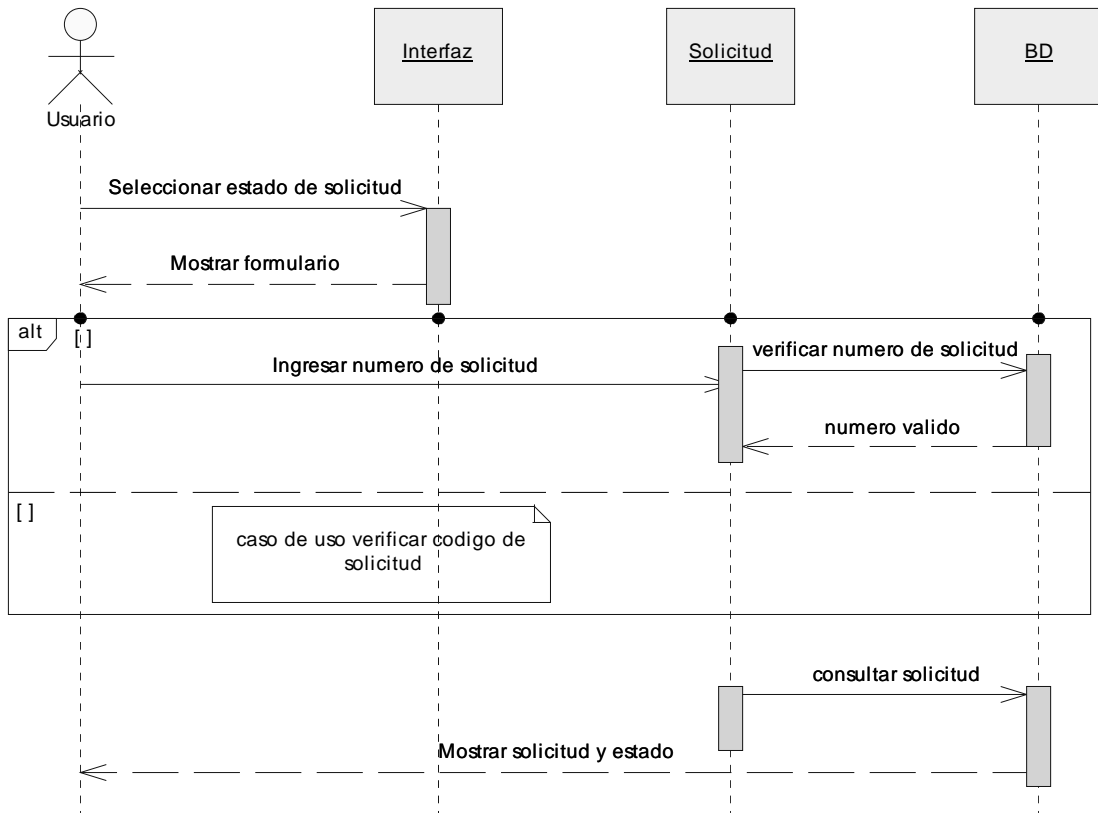 Usuario
Interfaz
Solicitud
BD
Seleccionar estado de solicitud
Mostrar formulario
alt
[ ]
Ingresar numero de solicitud
verificar numero de solicitud
numero valido
[ ]
caso de uso verificar codigo de
solicitud
consultar solicitud
Mostrar solicitud y estado